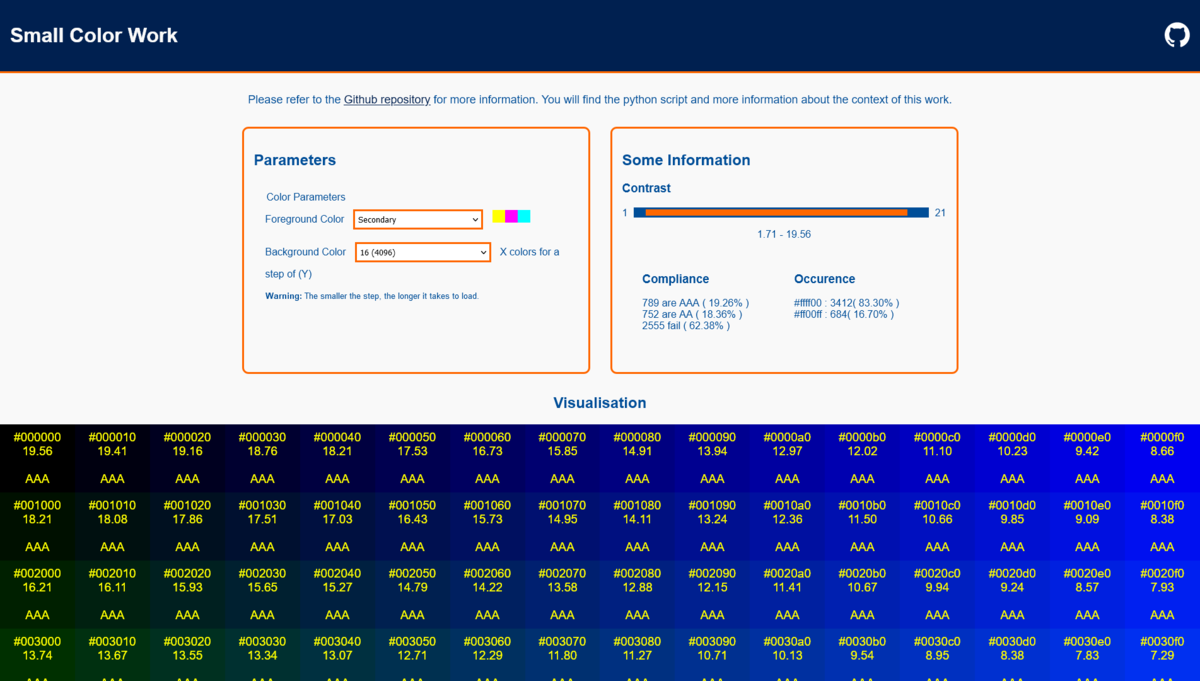 Small Color Work
Please refer to the Github repository for more information. You will find the python script and more information about the context of this work.
Parameters
Color Parameters
Foreground Color Secondary
Background Color 16 (4096) X colors for a
step of (Y)
Warning: The smaller the step, the longer it takes to load.
Some Information
Contrast
1 21
1.71 - 19.56
Compliance
789 are AAA ( 19.26% )
752 are AA ( 18.36% )
2555 fail ( 62.38% )
Occurence
#ffff00 : 3412( 83.30% )
#ff00ff : 684( 16.70% )
Visualisation
#000000 #000010 #000020 #000030 #000040 #000050 #000060 #000070 #000080 #000090 #0000a0 #0000b0 #0000c0 #0000d0 #0000e0 #0000f0
19.56 19.41 19.16 18.76 18.21 17.53 16.73 15.85 14.91 13.94 12.97 12.02 11.10 10.23 9.42 8.66
AAA AAA AAA AAA AAA AAA AAA AAA AAA AAA AAA AAA AAA AAA AAA AAA
#001000 #001010 #001020 #001030 #001040 #001050 #001060 #001070 #001080 #001090 #0010a0 #0010b0 #0010c0 #0010d0 #0010e0 #0010f0
18.21 18.08 17.86 17.51 17.03 16.43 15.73 14.95 14.11 13.24 12.36 11.50 10.66 9.85 9.09 8.38
AAA AAA AAA AAA AAA AAA AAA AAA AAA AAA AAA AAA AAA AAA AAA AAA
#002000 #002010 #002020 #002030 #002040 #002050 #002060 #002070 #002080 #002090 #0020a0 #0020b0 #0020c0 #0020d0 #0020e0 #0020f0
16.21 16.11 15.93 15.65 15.27 14.79 14.22 13.58 12.88 12.15 11.41 10.67 9.94 9.24 8.57 7.93
AAA AAA AAA AAA AAA AAA AAA AAA AAA AAA AAA AAA AAA AAA AAA AAA
#003000 #003010 #003020 #003030 #003040 #003050 #003060 #003070 #003080 #003090 #0030a0 #0030b0 #0030c0 #0030d0 #0030e0 #0030f0
13.74 13.67 13.55 13.34 13.07 12.71 12.29 11.80 11.27 10.71 10.13 9.54 8.95 8.38 7.83 7.29